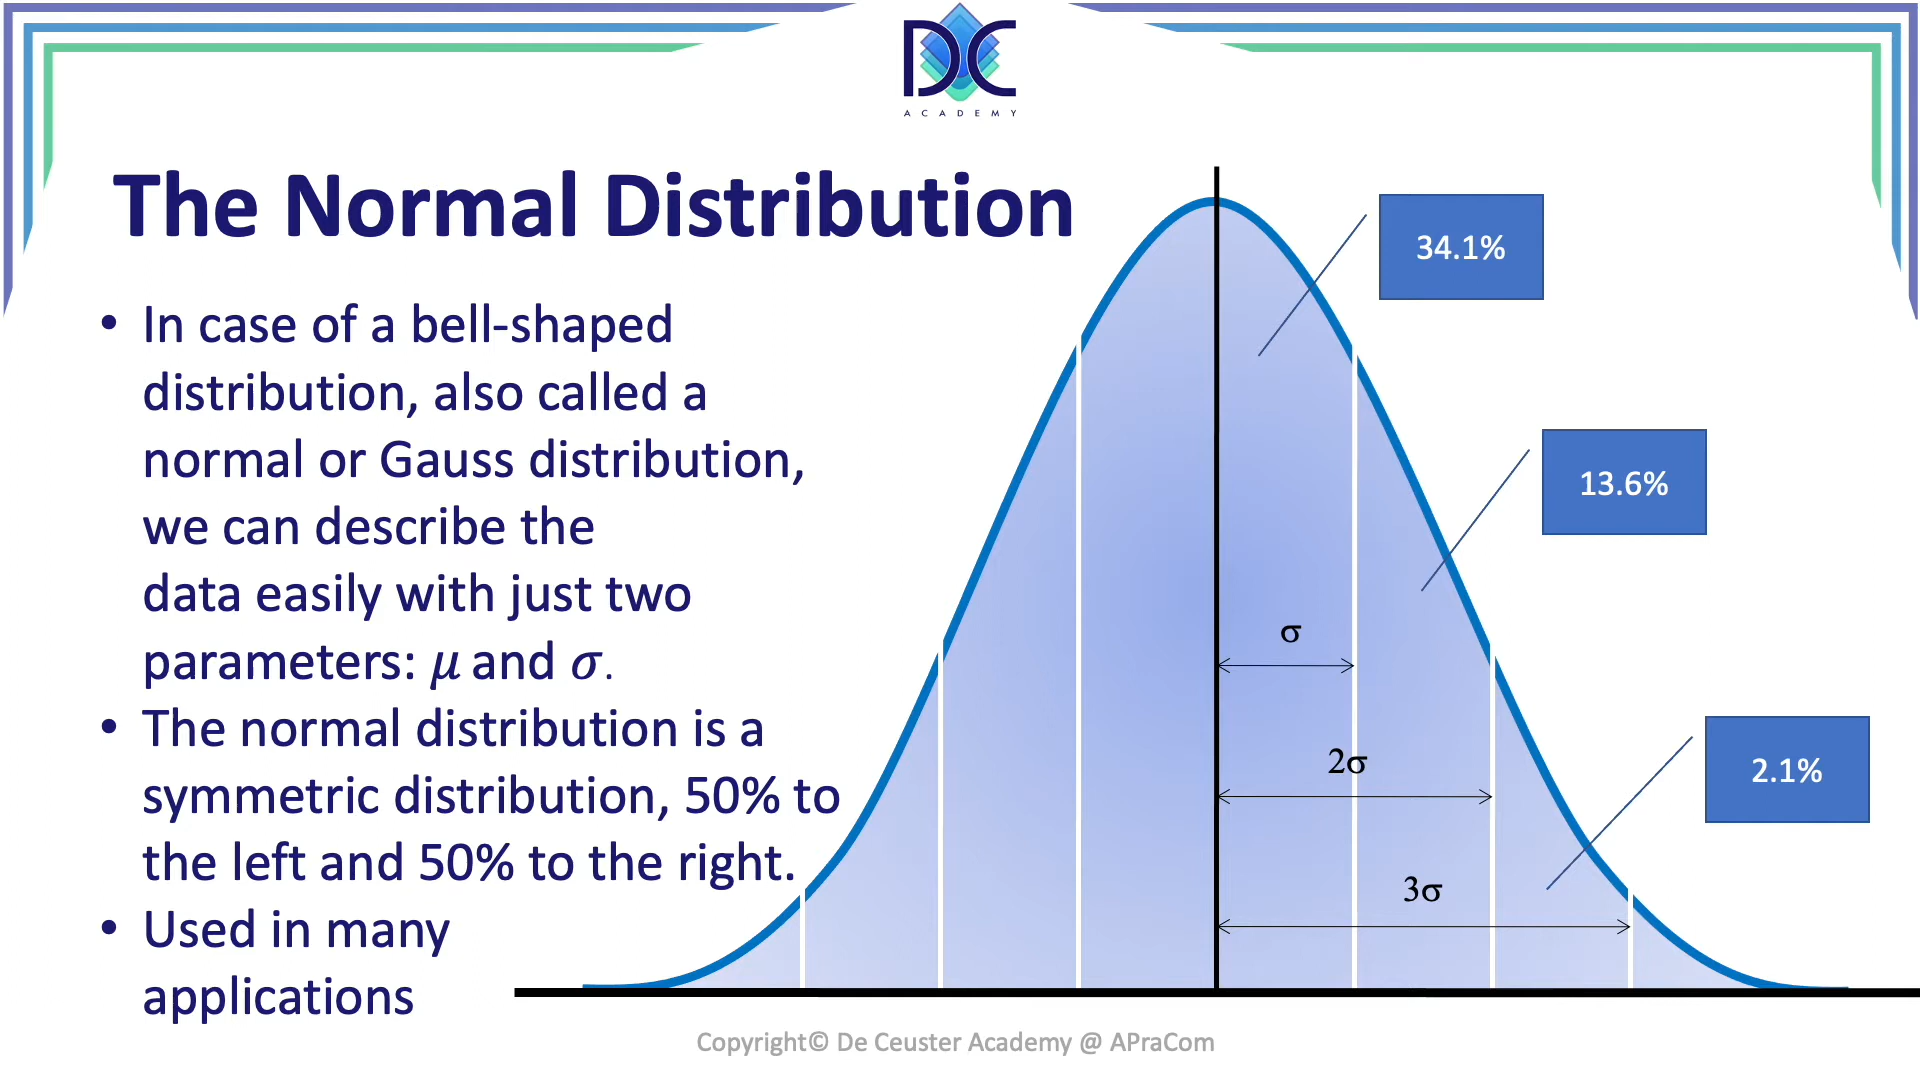 DC
ACADEMY
The Normal Distribution
• In case of a bell-shaped
distribution, also called a
normal or Gauss distribution,
we can describe the
data easily with just two
parameters: μ and σ.
• The normal distribution is a
symmetric distribution, 50% to
the left and 50% to the right.
• Used in many
applications
34.1%
13.6%
2.1%
σ
2σ
3σ
Copyright© De Ceuster Academy @ APraCom